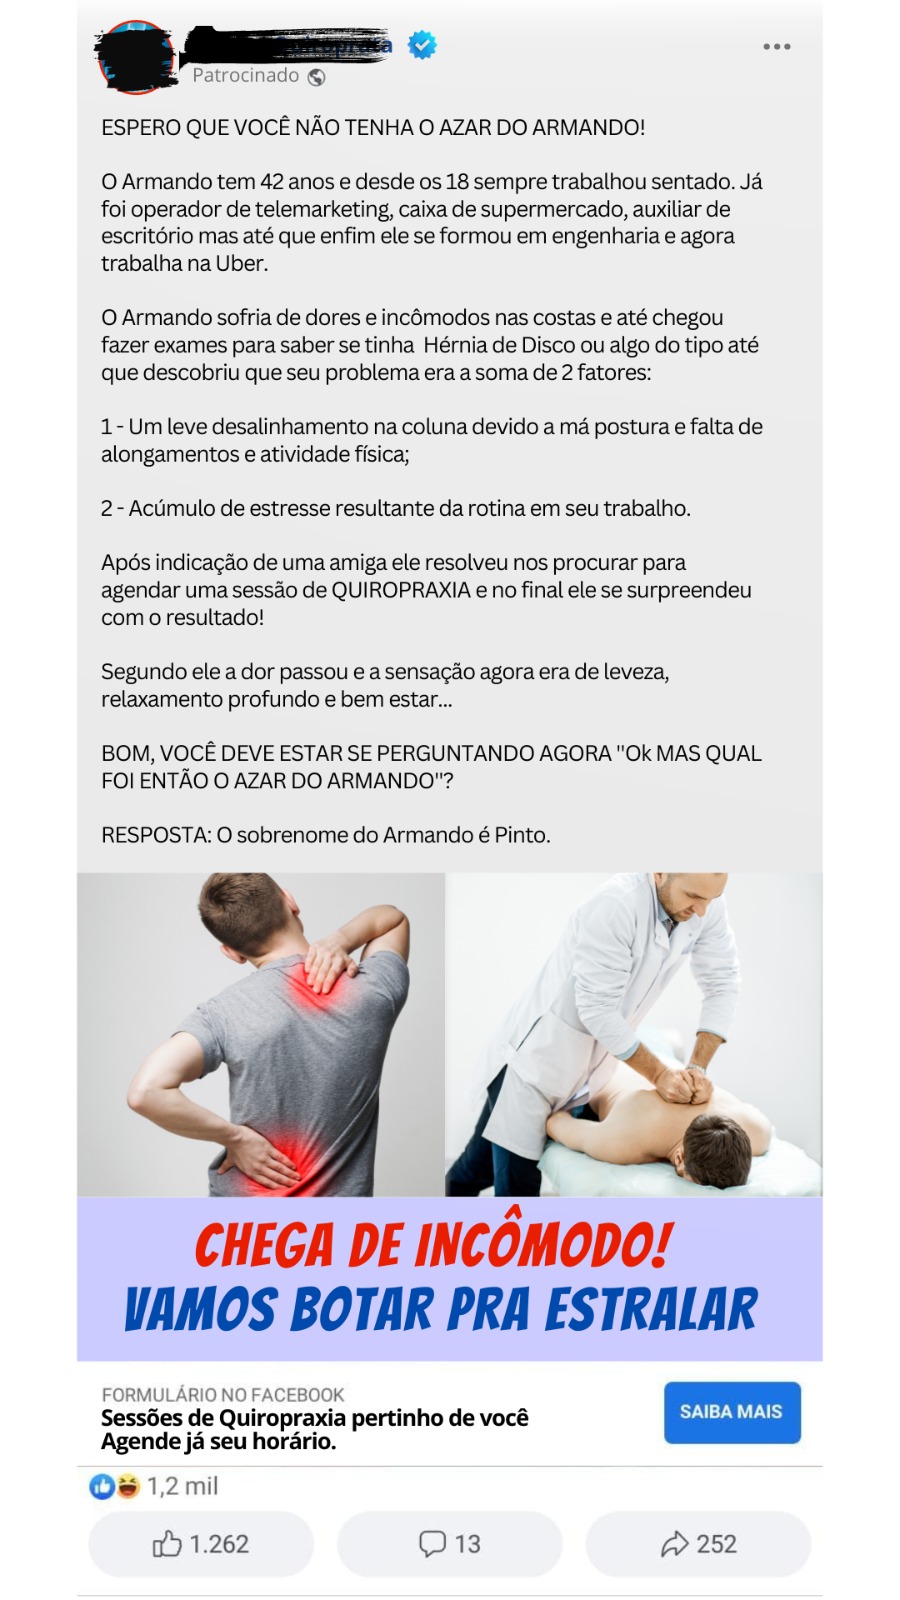 Patrocinado
ESPERO QUE VOCÊ NÃO TENHA O AZAR DO ARMANDO!
O Armando tem 42 anos e desde os 18 sempre trabalhou sentado. Já
foi operador de telemarketing, caixa de supermercado, auxiliar de
escritório mas até que enfim ele se formou em engenharia e agora
trabalha na Uber.
O Armando sofria de dores e incômodos nas costas e até chegou
fazer exames para saber se tinha Hérnia de Disco ou algo do tipo até
que descobriu que seu problema era a soma de 2 fatores:
1 - Um leve desalinhamento na coluna devido a má postura e falta de
alongamentos e atividade física;
2 - Acúmulo de estresse resultante da rotina em seu trabalho.
Após indicação de uma amiga ele resolveu nos procurar para
agendar uma sessão de QUIROPRAXIA e no final ele se surpreendeu
com o resultado!
Segundo ele a dor passou e a sensação agora era de leveza,
relaxamento profundo e bem estar...
BOM, VOCÊ DEVE ESTAR SE PERGUNTANDO AGORA "Ok MAS QUAL
FOI ENTÃO O AZAR DO ARMANDO"?
RESPOSTA: O sobrenome do Armando é Pinto.
CHEGA DE INCÔMODO!
VAMOS BOTAR PRA ESTRALAR
FORMULÁRIO NO FACEBOOK
Sessões de Quiropraxia pertinho de você
Agende já seu horário.
SAIBA MAIS
1,2 mil
1.262
13
252